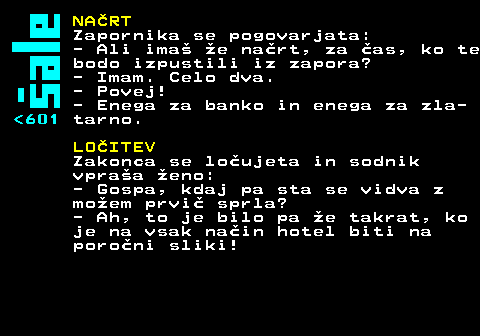 Šale
<601
NAČRT
Zapornika se pogovarjata:
- Ali imaš že načrt, za čas, ko te
bodo izpustili iz zapora?
- Imam. Celo dva.
- Povej!
- Enega za banko in enega za zla-
tarno.
LOČITEV
Zakonca se ločujeta in sodnik
vpraša ženo:
- Gospa, kdaj pa sta se vidva z
možem prvič sprla?
- Ah, to je bilo pa že takrat, ko
je na vsak način hotel biti na
poročni sliki!